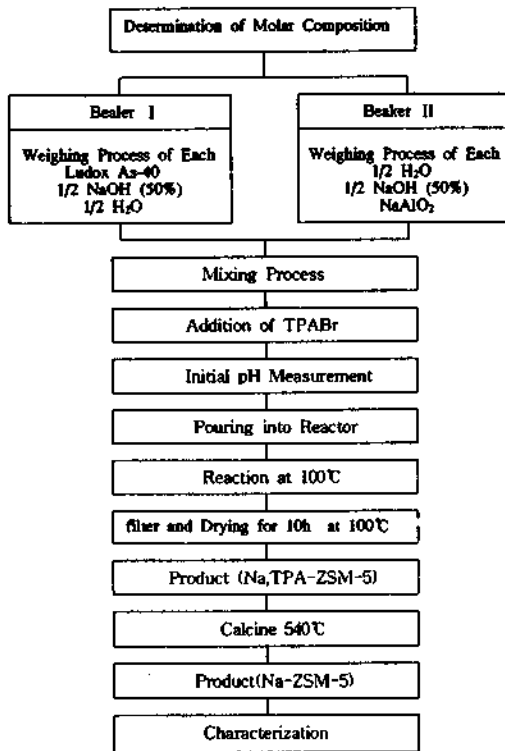 Determination of Molar Composition
Bealer I
Weighing Process of Each
Ludox As-40
1/2 NaOH (50%)
1/2 H₂O
Beaker II
Weighing Process of Each
1/2 H₂O
1/2 NaOH (50%)
NaAlO₂
Mixing Process
Addition of TPABr
Initial pH Measurement
Pouring into Reactor
Reaction at 100℃
filter and Drying for 10h at 100℃
Product (Na,TPA-ZSM-5)
Calcine 540℃
Product(Na-ZSM-5)
Characterization